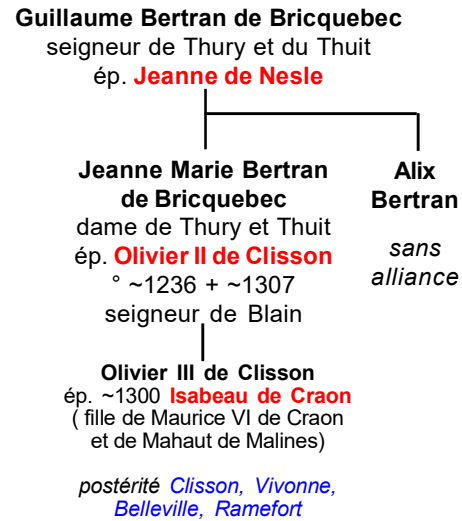 Guillaume Bertran de Bricquebec
seigneur de Thury et du Thuit
ép. Jeanne de Nesle
Jeanne Marie Bertran
de Bricquebec
dame de Thury et Thuit
ép. Olivier II de Clisson
° ~1236 + ~1307
seigneur de Blain
Alix
Bertran
sans
alliance
Olivier III de Clisson
ép. ~1300 Isabeau de Craon
( fille de Maurice VI de Craon
et de Mahaut de Malines)
postérité Clisson, Vivonne,
Belleville, Ramefort